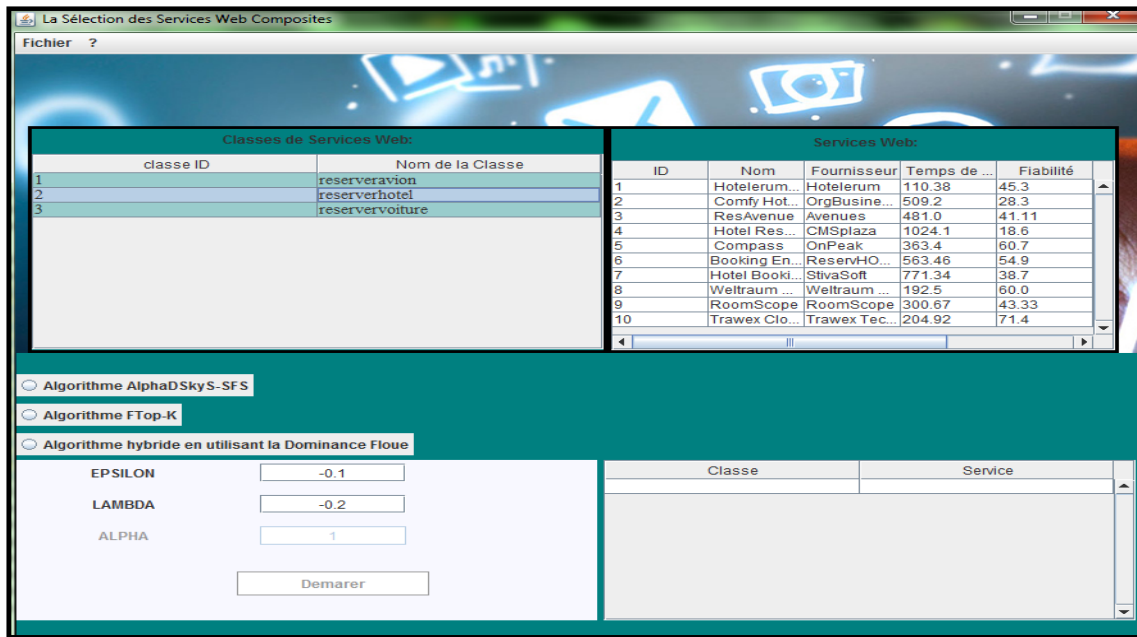 La Sélection des Services Web Composites
Fichier ?
Classes de Services Web:
classe ID Nom de la Classe
1 reserveravion
2 reserverhotel
3 reservervoiture
Services Web:
ID Nom Fournisseur Temps de ... Fiabilité
1 Hotelerum... Hotelerum 110.38 45.3
2 Comfy Hot... OrgBusine... 509.2 28.3
3 ResAvenue Avenues 481.0 41.11
4 Hotel Res... CMSplaza 1024.1 18.6
5 Compass OnPeak 363.4 60.7
6 Booking En... ReservHO... 563.46 54.9
7 Hotel Booki... StivaSoft 771.34 38.7
8 Weltraum ... Weltraum ... 192.5 60.0
9 RoomScope RoomScope 300.67 43.33
10 Trawex Clo... Trawex Tec... 204.92 71.4
Algorithme AlphaDSkyS-SFS
Algorithme FTop-K
Algorithme hybride en utilisant la Dominance Floue
EPSILON -0.1
LAMBDA -0.2
ALPHA 1
Demarer
Classe Service